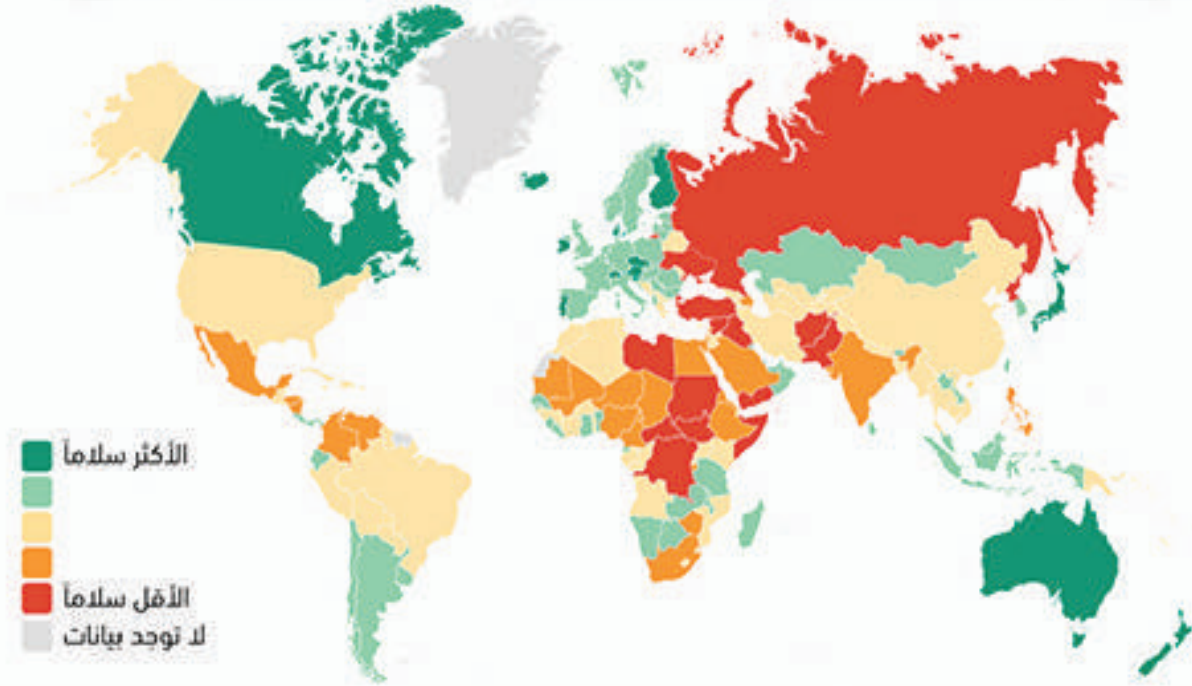 الأكثر سلاماً
الأقل سلاماً
لا توجد بيانات